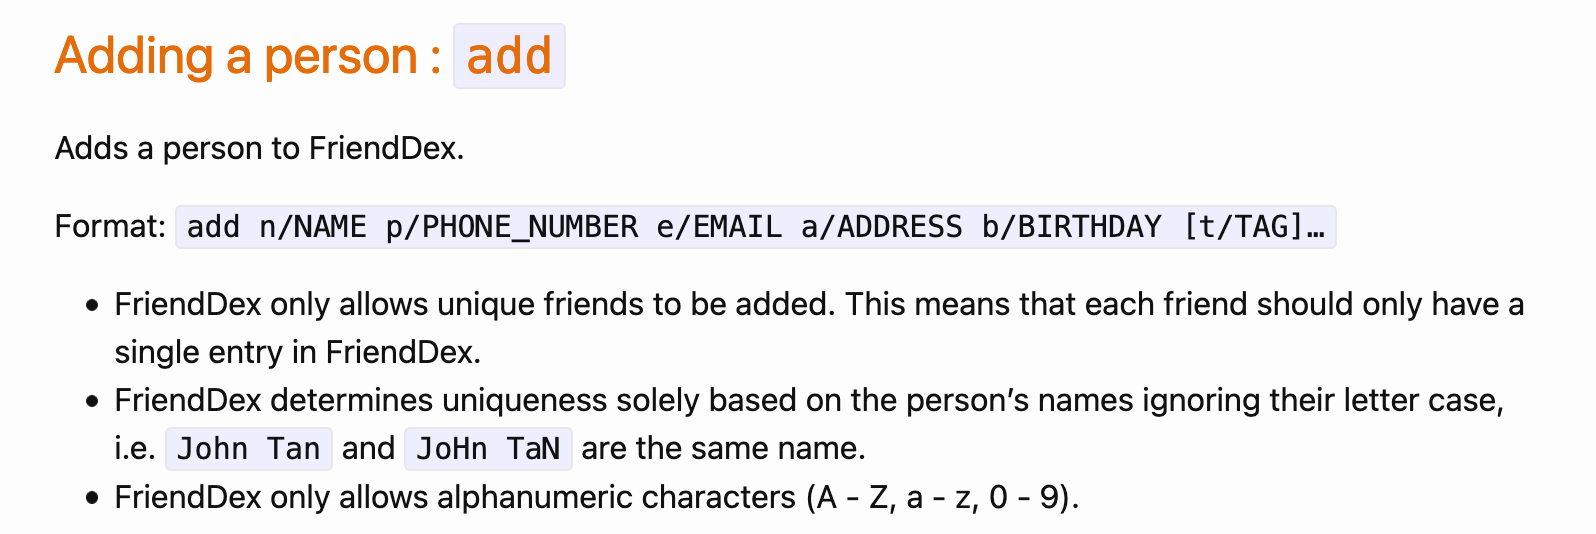 Adding a person : add
Adds a person to FriendDex.
Format: add n/NAME p/PHONE_NUMBER e/EMAIL a/ADDRESS b/BIRTHDAY [t/TAG]…
• FriendDex only allows unique friends to be added. This means that each friend should only have a
single entry in FriendDex.
• FriendDex determines uniqueness solely based on the person’s names ignoring their letter case,
i.e. John Tan and JoHn TaN are the same name.
• FriendDex only allows alphanumeric characters (A - Z, a - z, 0 - 9).